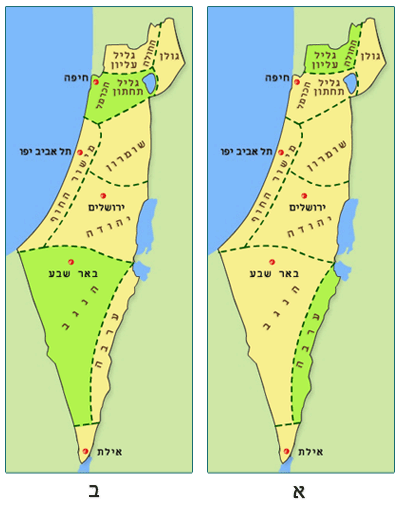 גולן
החולה
גליל
עליון
חיפה
הכרמל
גליל
תחתון
תל אביב יפו
מישור החוף
שומרון
ירושלים
יהודה
באר שבע
הנגב
ערבה
אילת
ב
גולן
החולה
גליל
עליון
חיפה
הכרמל
גליל
תחתון
תל אביב יפו
מישור החוף
שומרון
ירושלים
יהודה
באר שבע
הנגב
ערבה
אילת
א